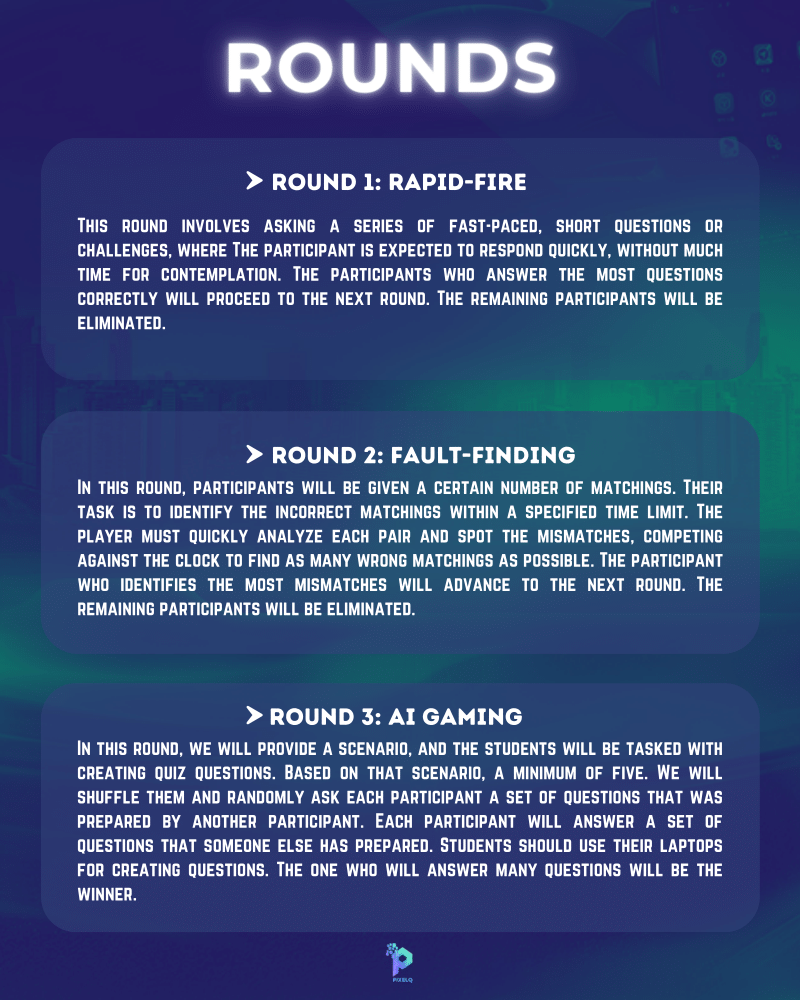 ROUNDS
➤ ROUND 1: RAPID-FIRE
THIS ROUND INVOLVES ASKING A SERIES OF FAST-PACED, SHORT QUESTIONS OR
CHALLENGES, WHERE THE PARTICIPANT IS EXPECTED TO RESPOND QUICKLY, WITHOUT MUCH
TIME FOR CONTEMPLATION. THE PARTICIPANTS WHO ANSWER THE MOST QUESTIONS
CORRECTLY WILL PROCEED TO THE NEXT ROUND. THE REMAINING PARTICIPANTS WILL BE
ELIMINATED.
➤ ROUND 2: FAULT-FINDING
IN THIS ROUND, PARTICIPANTS WILL BE GIVEN A CERTAIN NUMBER OF MATCHINGS. THEIR
TASK IS TO IDENTIFY THE INCORRECT MATCHINGS WITHIN A SPECIFIED TIME LIMIT. THE
PLAYER MUST QUICKLY ANALYZE EACH PAIR AND SPOT THE MISMATCHES, COMPETING
AGAINST THE CLOCK TO FIND AS MANY WRONG MATCHINGS AS POSSIBLE. THE PARTICIPANT
WHO IDENTIFIES THE MOST MISMATCHES WILL ADVANCE TO THE NEXT ROUND. THE
REMAINING PARTICIPANTS WILL BE ELIMINATED.
➤ ROUND 3: AI GAMING
IN THIS ROUND, WE WILL PROVIDE A SCENARIO, AND THE STUDENTS WILL BE TASKED WITH
CREATING QUIZ QUESTIONS. BASED ON THAT SCENARIO, A MINIMUM OF FIVE. WE WILL
SHUFFLE THEM AND RANDOMLY ASK EACH PARTICIPANT A SET OF QUESTIONS THAT WAS
PREPARED BY ANOTHER PARTICIPANT. EACH PARTICIPANT WILL ANSWER A SET OF
QUESTIONS THAT SOMEONE ELSE HAS PREPARED. STUDENTS SHOULD USE THEIR LAPTOPS
FOR CREATING QUESTIONS. THE ONE WHO WILL ANSWER MANY QUESTIONS WILL BE THE
WINNER.
PIXELQ